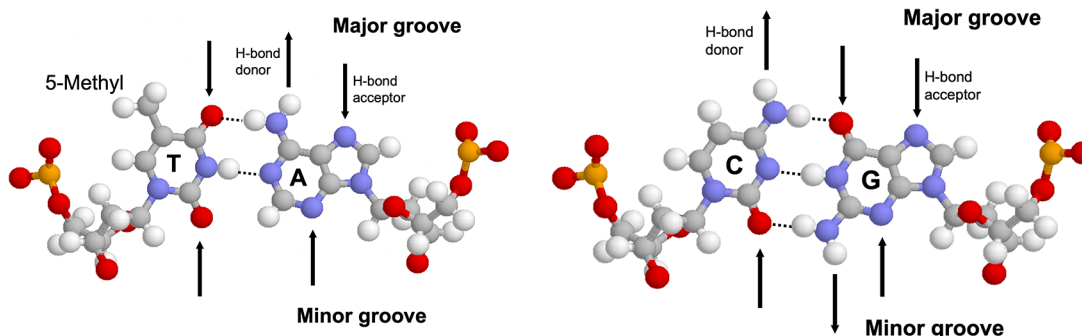 Major groove
H-bond
donor
5-Methyl
H-bond
acceptor
T
A
Minor groove
Major groove
H-bond
donor
H-bond
acceptor
C
G
Minor groove